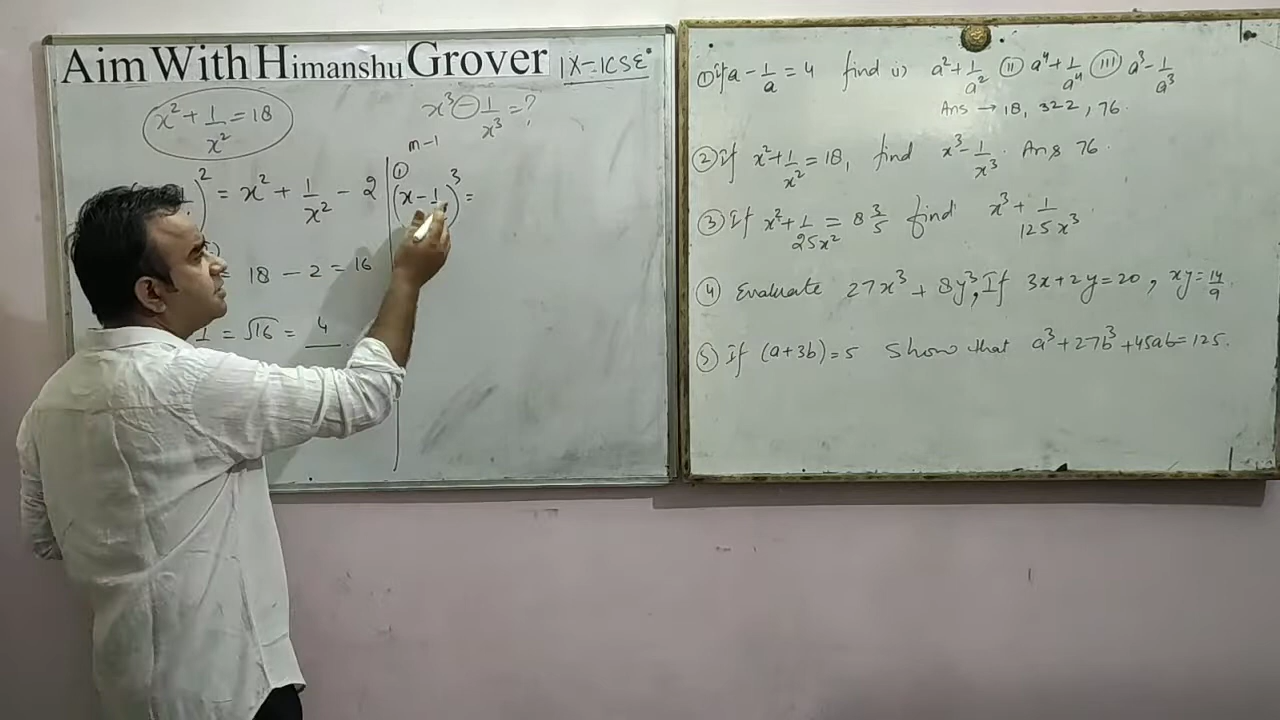 Aim With Himanshu Grover IX-ICSE
x² + 1/x² = 18
x³ - 1/x³ = ?
m-1
)² = x² + 1/x² - 2
①
(x - 1/ )³ =
= 18 - 2 = 16
1 = √16 = 4
① If a - 1/a = 4 find i) a² + 1/a² ⓘⓘ a⁴ + 1/a⁴ ⓘⓘⓘ a³ - 1/a³
Ans → 18, 322, 76.
② If x² + 1/x² = 18, find x³ - 1/x³. Ans 76.
③ If x² + 1/25x² = 8 3/5 find x³ + 1/125x³
④ Evaluate 27x³ + 8y³, If 3x + 2y = 20, xy = 14/9
⑤ If (a+3b) = 5 Show that a³ + 27b³ + 45ab = 125.